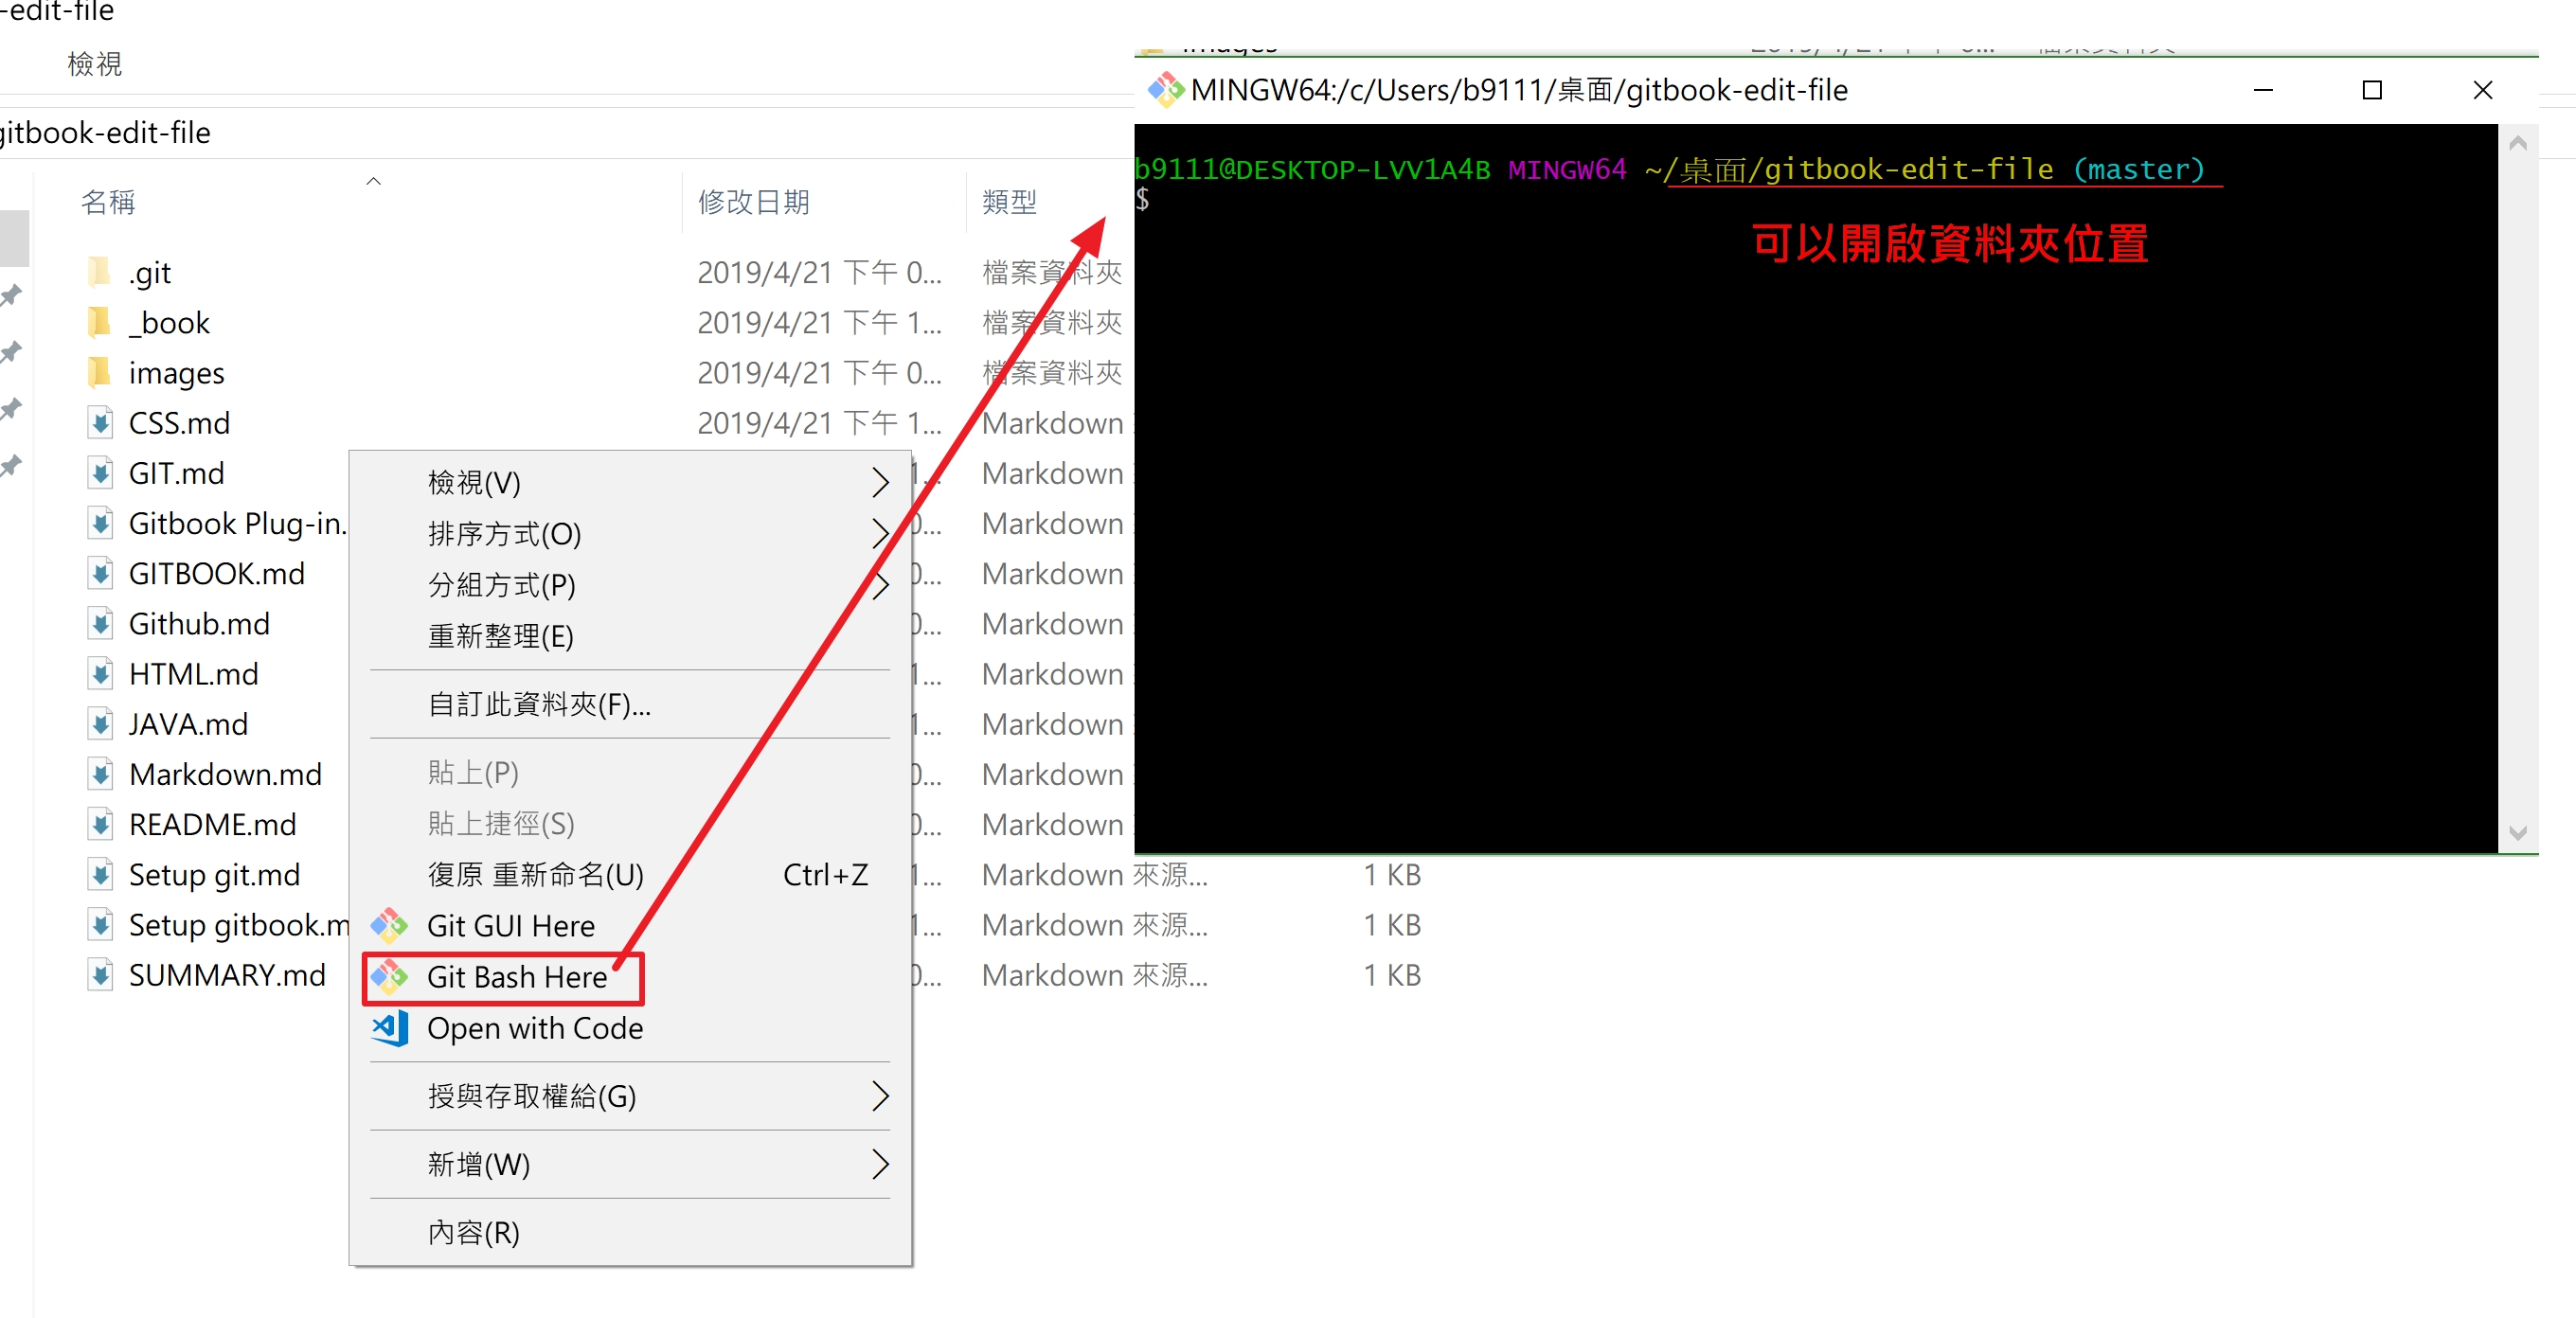 -edit-file
檢視
gitbook-edit-file
名稱 修改日期 類型
.git 2019/4/21 下午 0... 檔案資料夾
_book 2019/4/21 下午 1... 檔案資料夾
images 2019/4/21 下午 0... 檔案資料夾
CSS.md 2019/4/21 下午 1... Markdown
GIT.md 1... Markdown
Gitbook Plug-in. 0... Markdown
GITBOOK.md 0... Markdown
Github.md 0... Markdown
HTML.md 1... Markdown
JAVA.md 1... Markdown
Markdown.md 0... Markdown
README.md 0... Markdown
Setup git.md 1... Markdown 來源... 1 KB
Setup gitbook.m 1... Markdown 來源... 1 KB
SUMMARY.md 0... Markdown 來源... 1 KB
檢視(V)
排序方式(O)
分組方式(P)
重新整理(E)
自訂此資料夾(F)...
貼上(P)
貼上捷徑(S)
復原 重新命名(U) Ctrl+Z
Git GUI Here
Git Bash Here
Open with Code
授與存取權給(G)
新增(W)
內容(R)
MINGW64:/c/Users/b9111/桌面/gitbook-edit-file
b9111@DESKTOP-LVV1A4B MINGW64 ~/桌面/gitbook-edit-file (master)
$
可以開啟資料夾位置